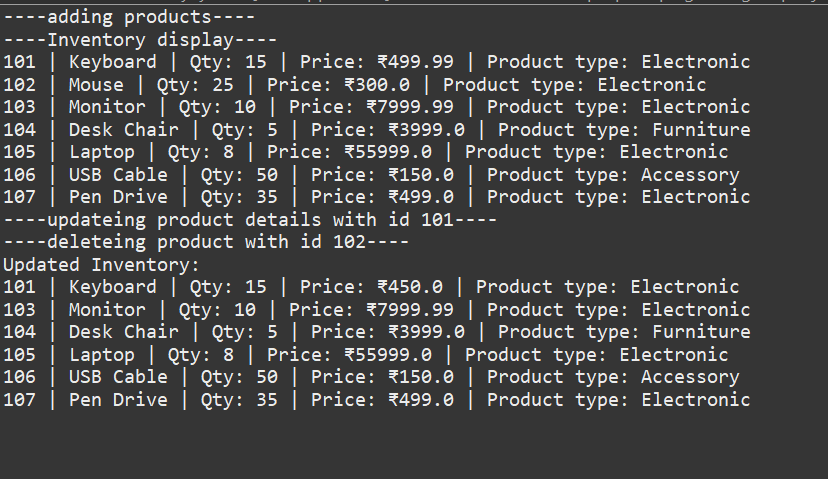 ----adding products----
----Inventory display----
101 | Keyboard | Qty: 15 | Price: ₹499.99 | Product type: Electronic
102 | Mouse | Qty: 25 | Price: ₹300.0 | Product type: Electronic
103 | Monitor | Qty: 10 | Price: ₹7999.99 | Product type: Electronic
104 | Desk Chair | Qty: 5 | Price: ₹3999.0 | Product type: Furniture
105 | Laptop | Qty: 8 | Price: ₹55999.0 | Product type: Electronic
106 | USB Cable | Qty: 50 | Price: ₹150.0 | Product type: Accessory
107 | Pen Drive | Qty: 35 | Price: ₹499.0 | Product type: Electronic
----updateing product details with id 101----
----deleteing product with id 102----
Updated Inventory:
101 | Keyboard | Qty: 15 | Price: ₹450.0 | Product type: Electronic
103 | Monitor | Qty: 10 | Price: ₹7999.99 | Product type: Electronic
104 | Desk Chair | Qty: 5 | Price: ₹3999.0 | Product type: Furniture
105 | Laptop | Qty: 8 | Price: ₹55999.0 | Product type: Electronic
106 | USB Cable | Qty: 50 | Price: ₹150.0 | Product type: Accessory
107 | Pen Drive | Qty: 35 | Price: ₹499.0 | Product type: Electronic